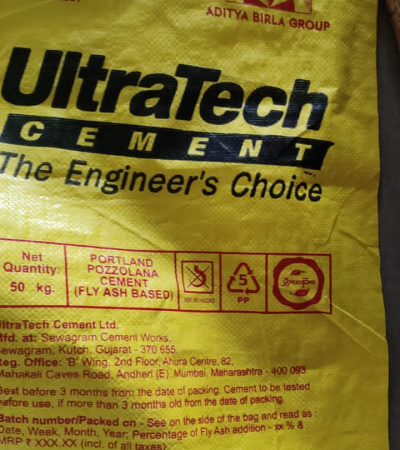 ADITYA BIRLA GROUP
UltraTech
CEMENT
The Engineer's Choice
Net
Quantity:
50 kg.
PORTLAND
POZZOLANA
CEMENT
(FLY ASH BASED)
USE NO HOOKS
5
PP
UltraTech Cement Ltd.
Mfd. at: Sewagram Cement Works,
Sewagram, Kutch, Gujarat - 370 655.
Reg. Office: 'B' Wing, 2nd Floor, Ahura Centre, 82,
Mahakali Caves Road, Andheri (E), Mumbai, Maharashtra - 400 093.
Best before 3 months from the date of packing. Cement to be tested
before use, if more than 3 months old from the date of packing.
Batch number/Packed on - See on the side of the bag and read as
Date, Week, Month, Year; Percentage of Fly Ash addition - xx % &
MRP ₹ XXX.XX (incl. of all taxes)